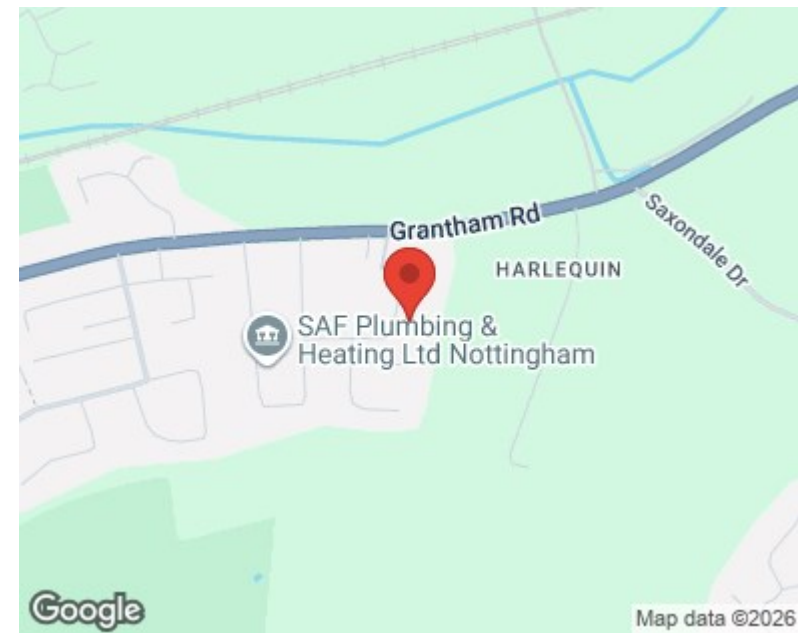 Grantham Rd
Saxondale Dr
HARLEQUIN
SAF Plumbing &
Heating Ltd Nottingham
Google
Map data ©2026